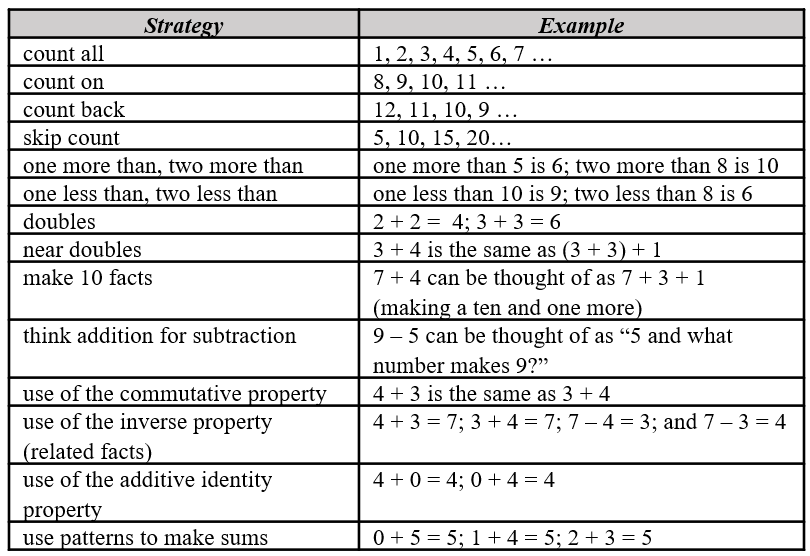 Strategy Example
count all 1, 2, 3, 4, 5, 6, 7 …
count on 8, 9, 10, 11 …
count back 12, 11, 10, 9 …
skip count 5, 10, 15, 20…
one more than, two more than one more than 5 is 6; two more than 8 is 10
one less than, two less than one less than 10 is 9; two less than 8 is 6
doubles 2 + 2 = 4; 3 + 3 = 6
near doubles 3 + 4 is the same as (3 + 3) + 1
make 10 facts 7 + 4 can be thought of as 7 + 3 + 1
(making a ten and one more)
think addition for subtraction 9 – 5 can be thought of as “5 and what
number makes 9?”
use of the commutative property 4 + 3 is the same as 3 + 4
use of the inverse property 4 + 3 = 7; 3 + 4 = 7; 7 – 4 = 3; and 7 – 3 = 4
(related facts)
use of the additive identity 4 + 0 = 4; 0 + 4 = 4
property
use patterns to make sums 0 + 5 = 5; 1 + 4 = 5; 2 + 3 = 5